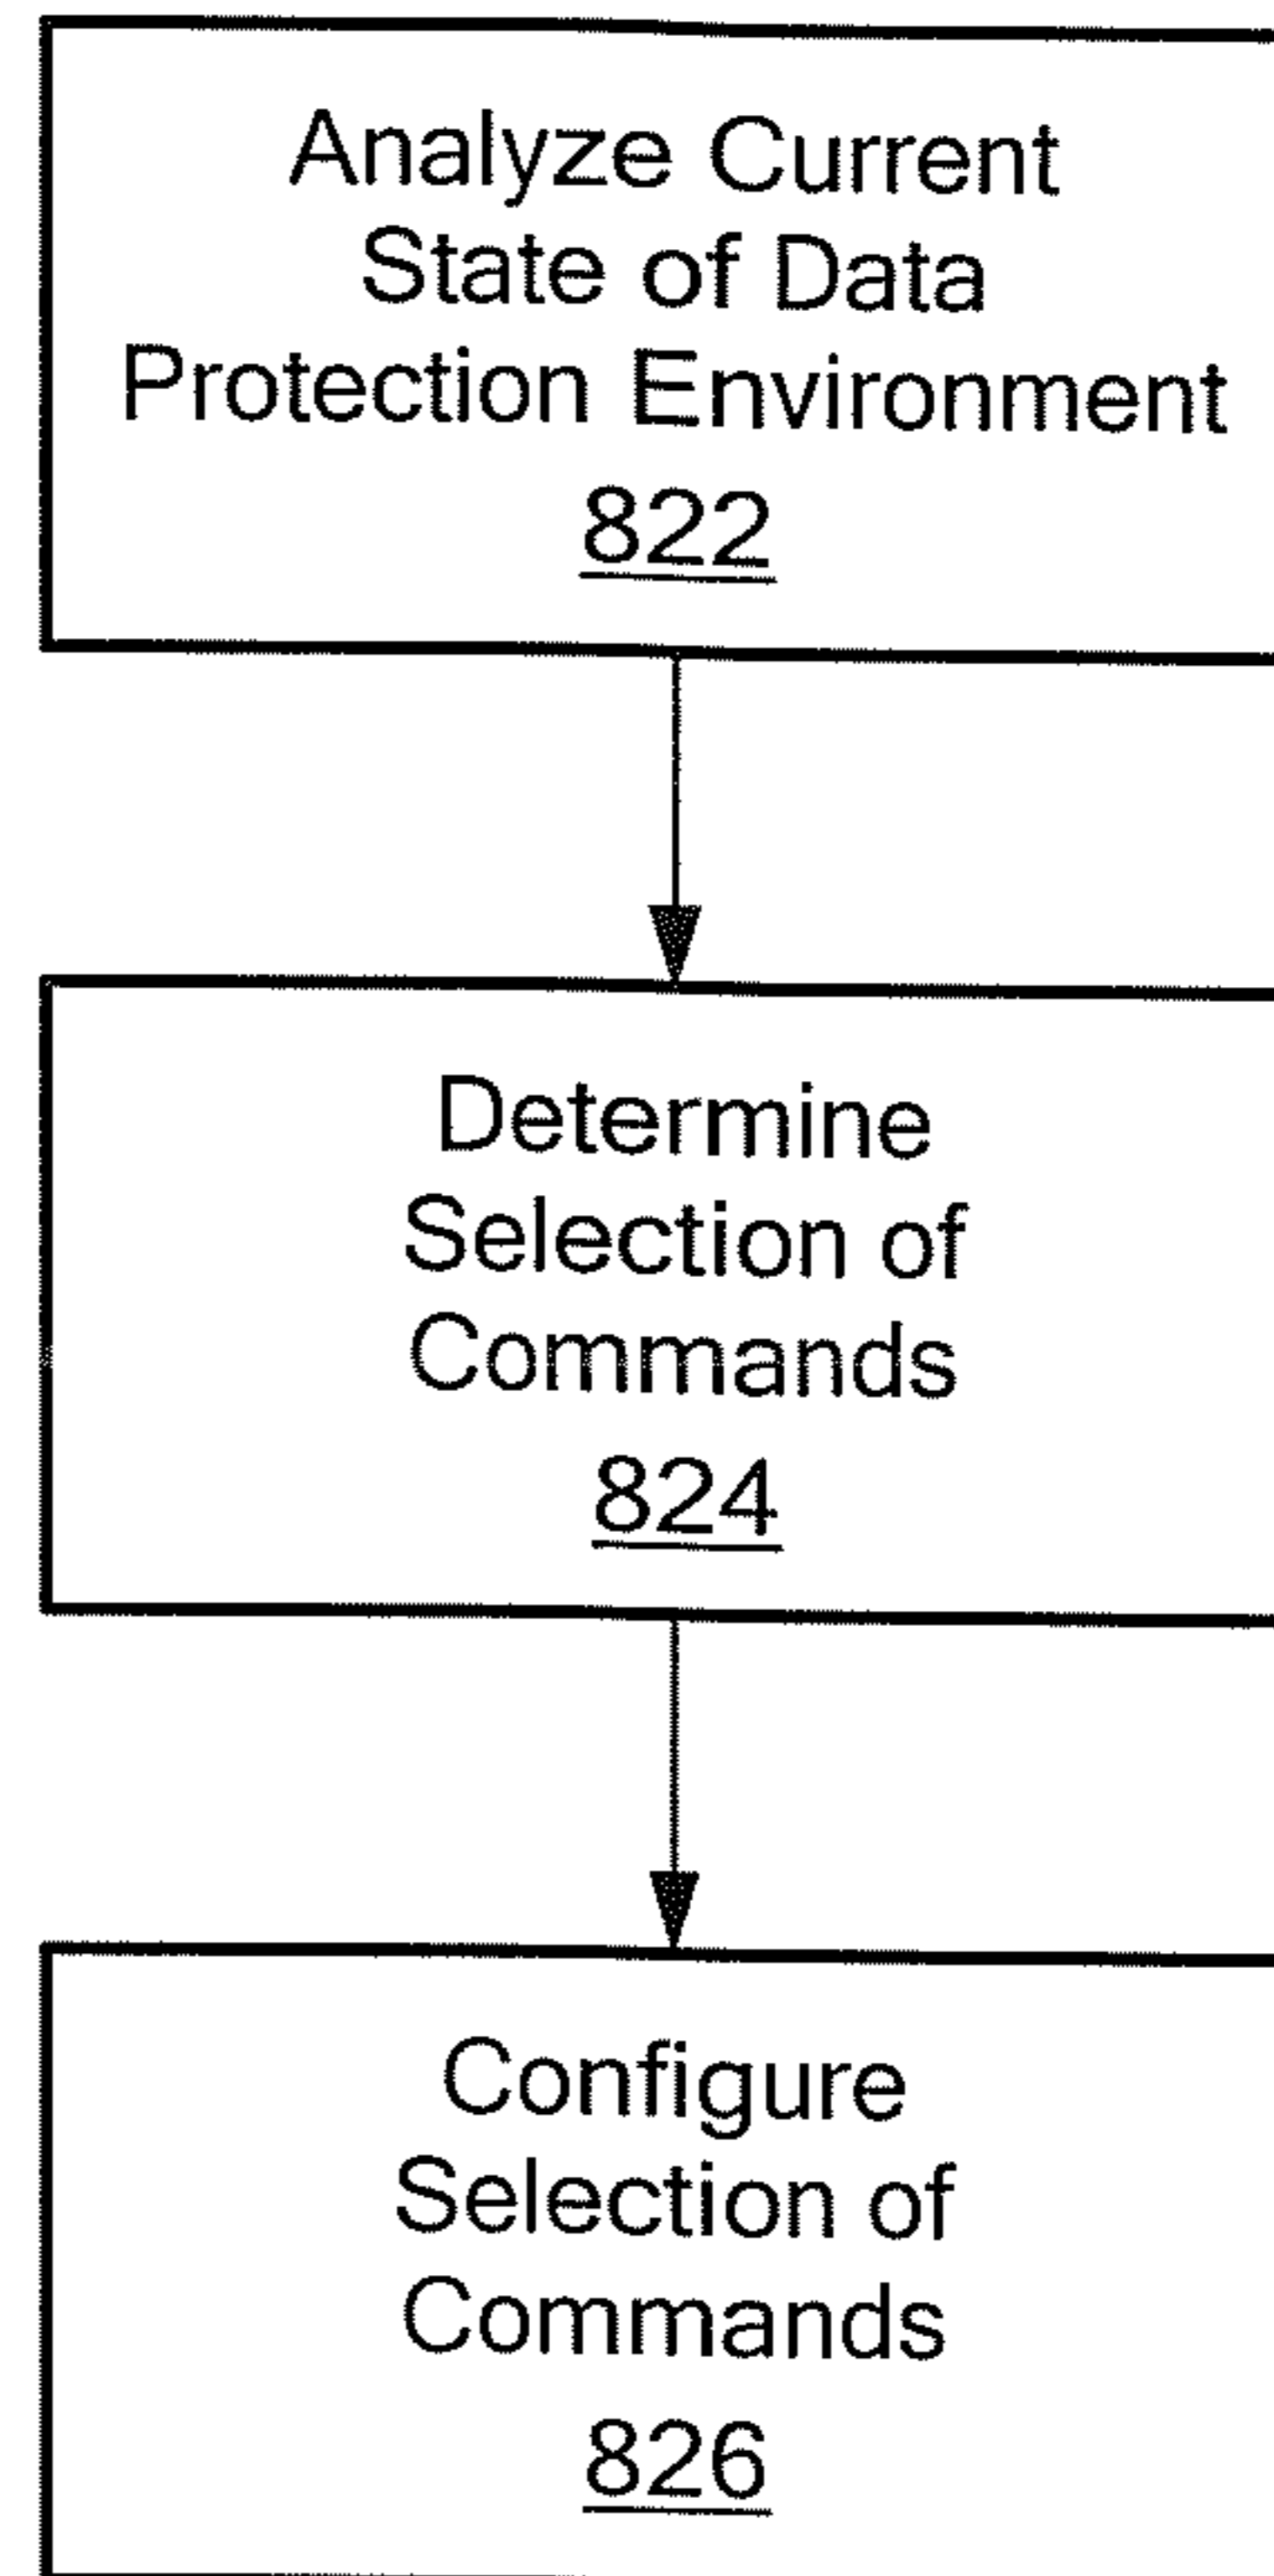 Analyze Current
State of Data
Protection Environment
822
Determine
Selection of
Commands
824
Configure
Selection of
Commands
826